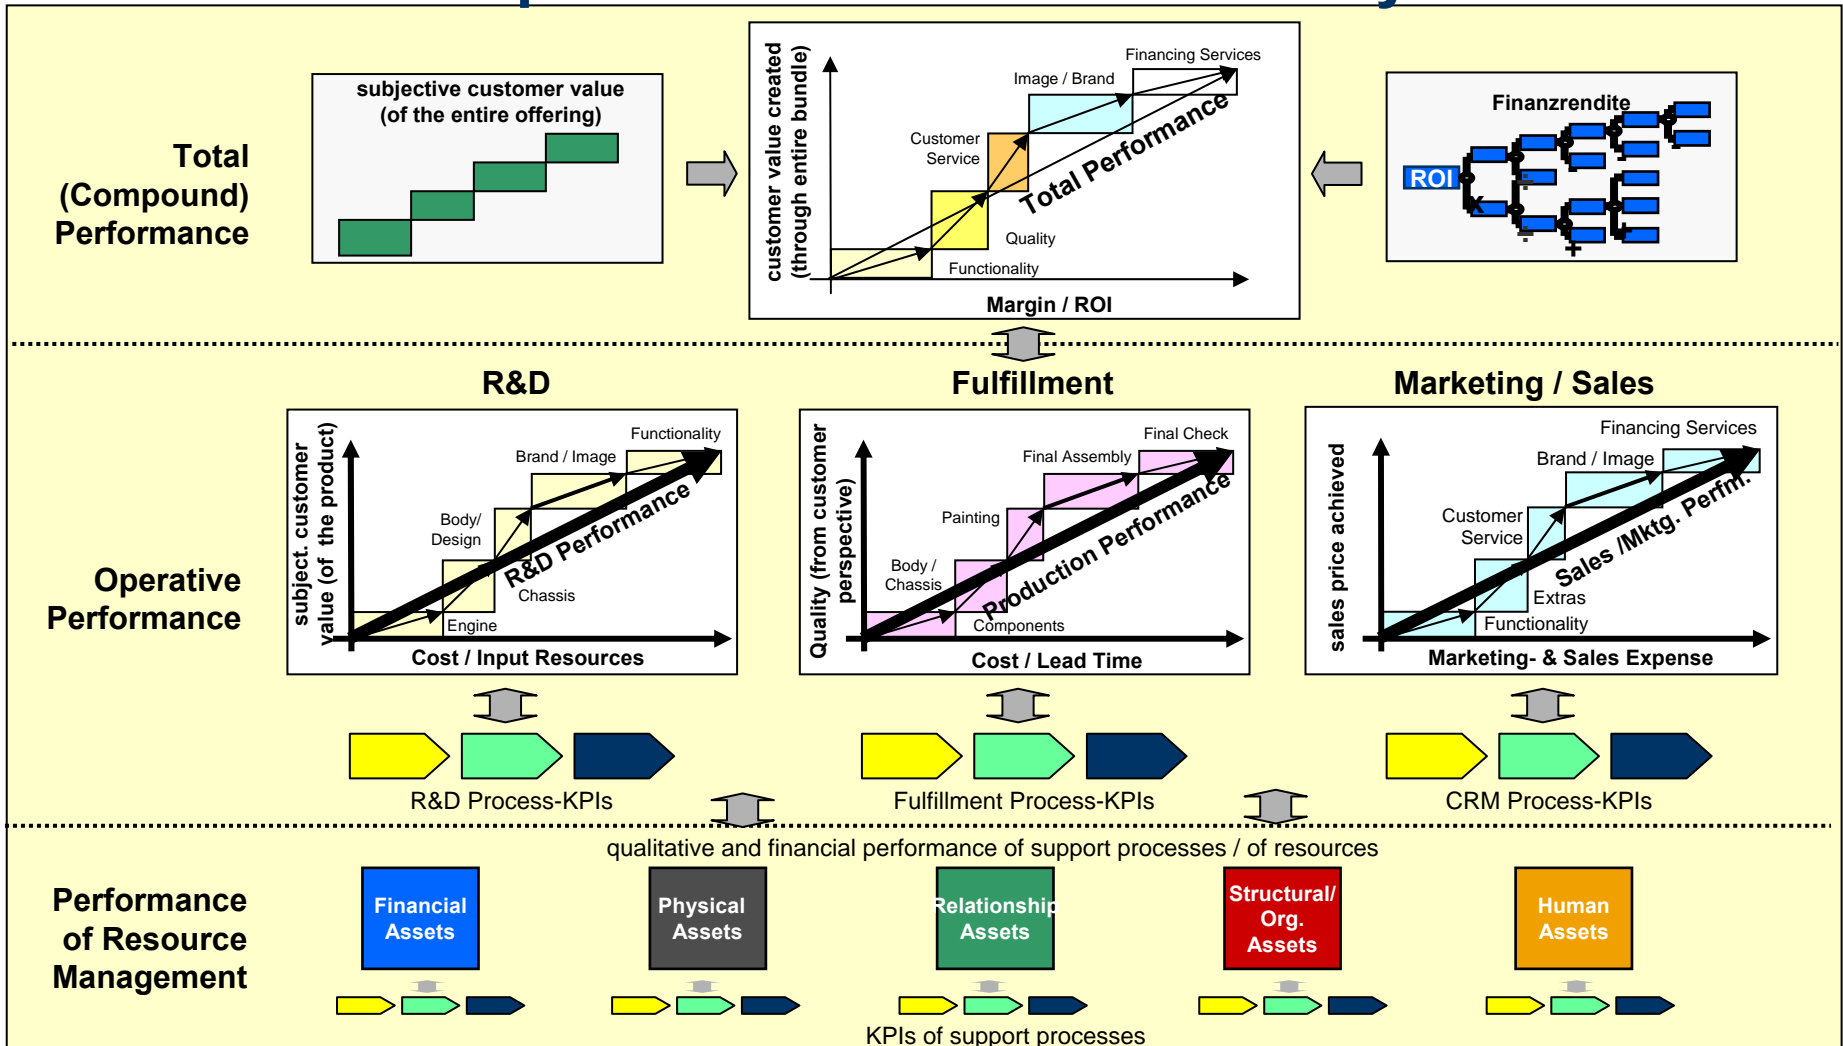 Total
(Compound)
Performance
subjective customer value
(of the entire offering)
customer value created
(through entire bundle)
Financing Services
Image / Brand
Customer
Service
Total Performance
Quality
Functionality
Margin / ROI
Finanzrendite
ROI
x
+
Operative
Performance
R&D
subject. customer
value (of the product)
Functionality
Brand / Image
Body/
Design
R&D Performance
Chassis
Engine
Cost / Input Resources
R&D Process-KPIs
Fulfillment
Quality (from customer
perspective)
Final Check
Final Assembly
Painting
Body /
Chassis
Production Performance
Components
Cost / Lead Time
Fulfillment Process-KPIs
Marketing / Sales
sales price achieved
Financing Services
Brand / Image
Customer
Service
Sales /Mktg. Perfm.
Extras
Functionality
Marketing- & Sales Expense
CRM Process-KPIs
qualitative and financial performance of support processes / of resources
Performance
of Resource
Management
Financial
Assets
Physical
Assets
Relationship
Assets
Structural/
Org.
Assets
Human
Assets
KPIs of support processes